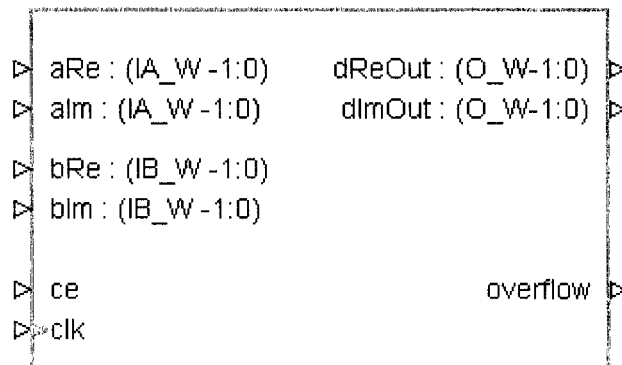 aRe : (IA_W -1:0) dReOut : (O_W-1:0)
aIm : (IA_W -1:0) dImOut : (O_W-1:0)
bRe : (IB_W -1:0)
bIm : (IB_W -1:0)
ce overflow
clk